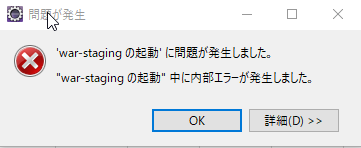 問題が発生
'war-staging の起動' に問題が発生しました。
"war-staging の起動" 中に内部エラーが発生しました。
OK
詳細(D) >>